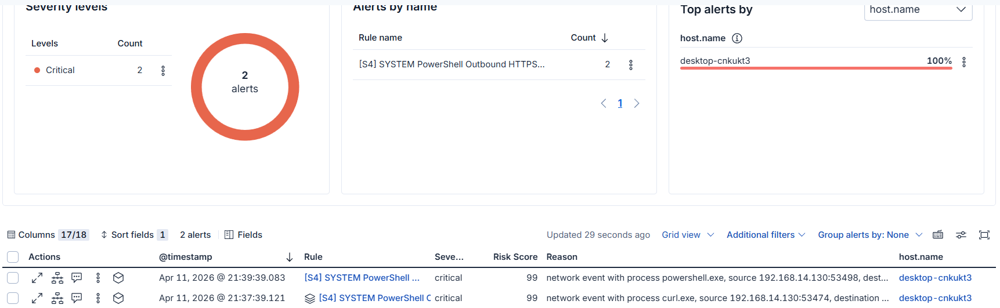 Severity levels
Alerts by name
Top alerts by
host.name
Levels Count
Critical 2
2
alerts
Rule name Count
[S4] SYSTEM PowerShell Outbound HTTPS... 2
1
host.name
desktop-cnkukt3 100%
Columns 17/18 Sort fields 1 2 alerts Fields
Updated 29 seconds ago Grid view Additional filters Group alerts by: None
Actions @timestamp Rule Seve... Risk Score Reason host.name
Apr 11, 2026 @ 21:39:39.083 [S4] SYSTEM PowerShell ... critical 99 network event with process powershell.exe, source 192.168.14.130:53498, dest... desktop-cnkukt3
Apr 11, 2026 @ 21:37:39.121 [S4] SYSTEM PowerShell C critical 99 network event with process curl.exe, source 192.168.14.130:53474, destination ... desktop-cnkukt3